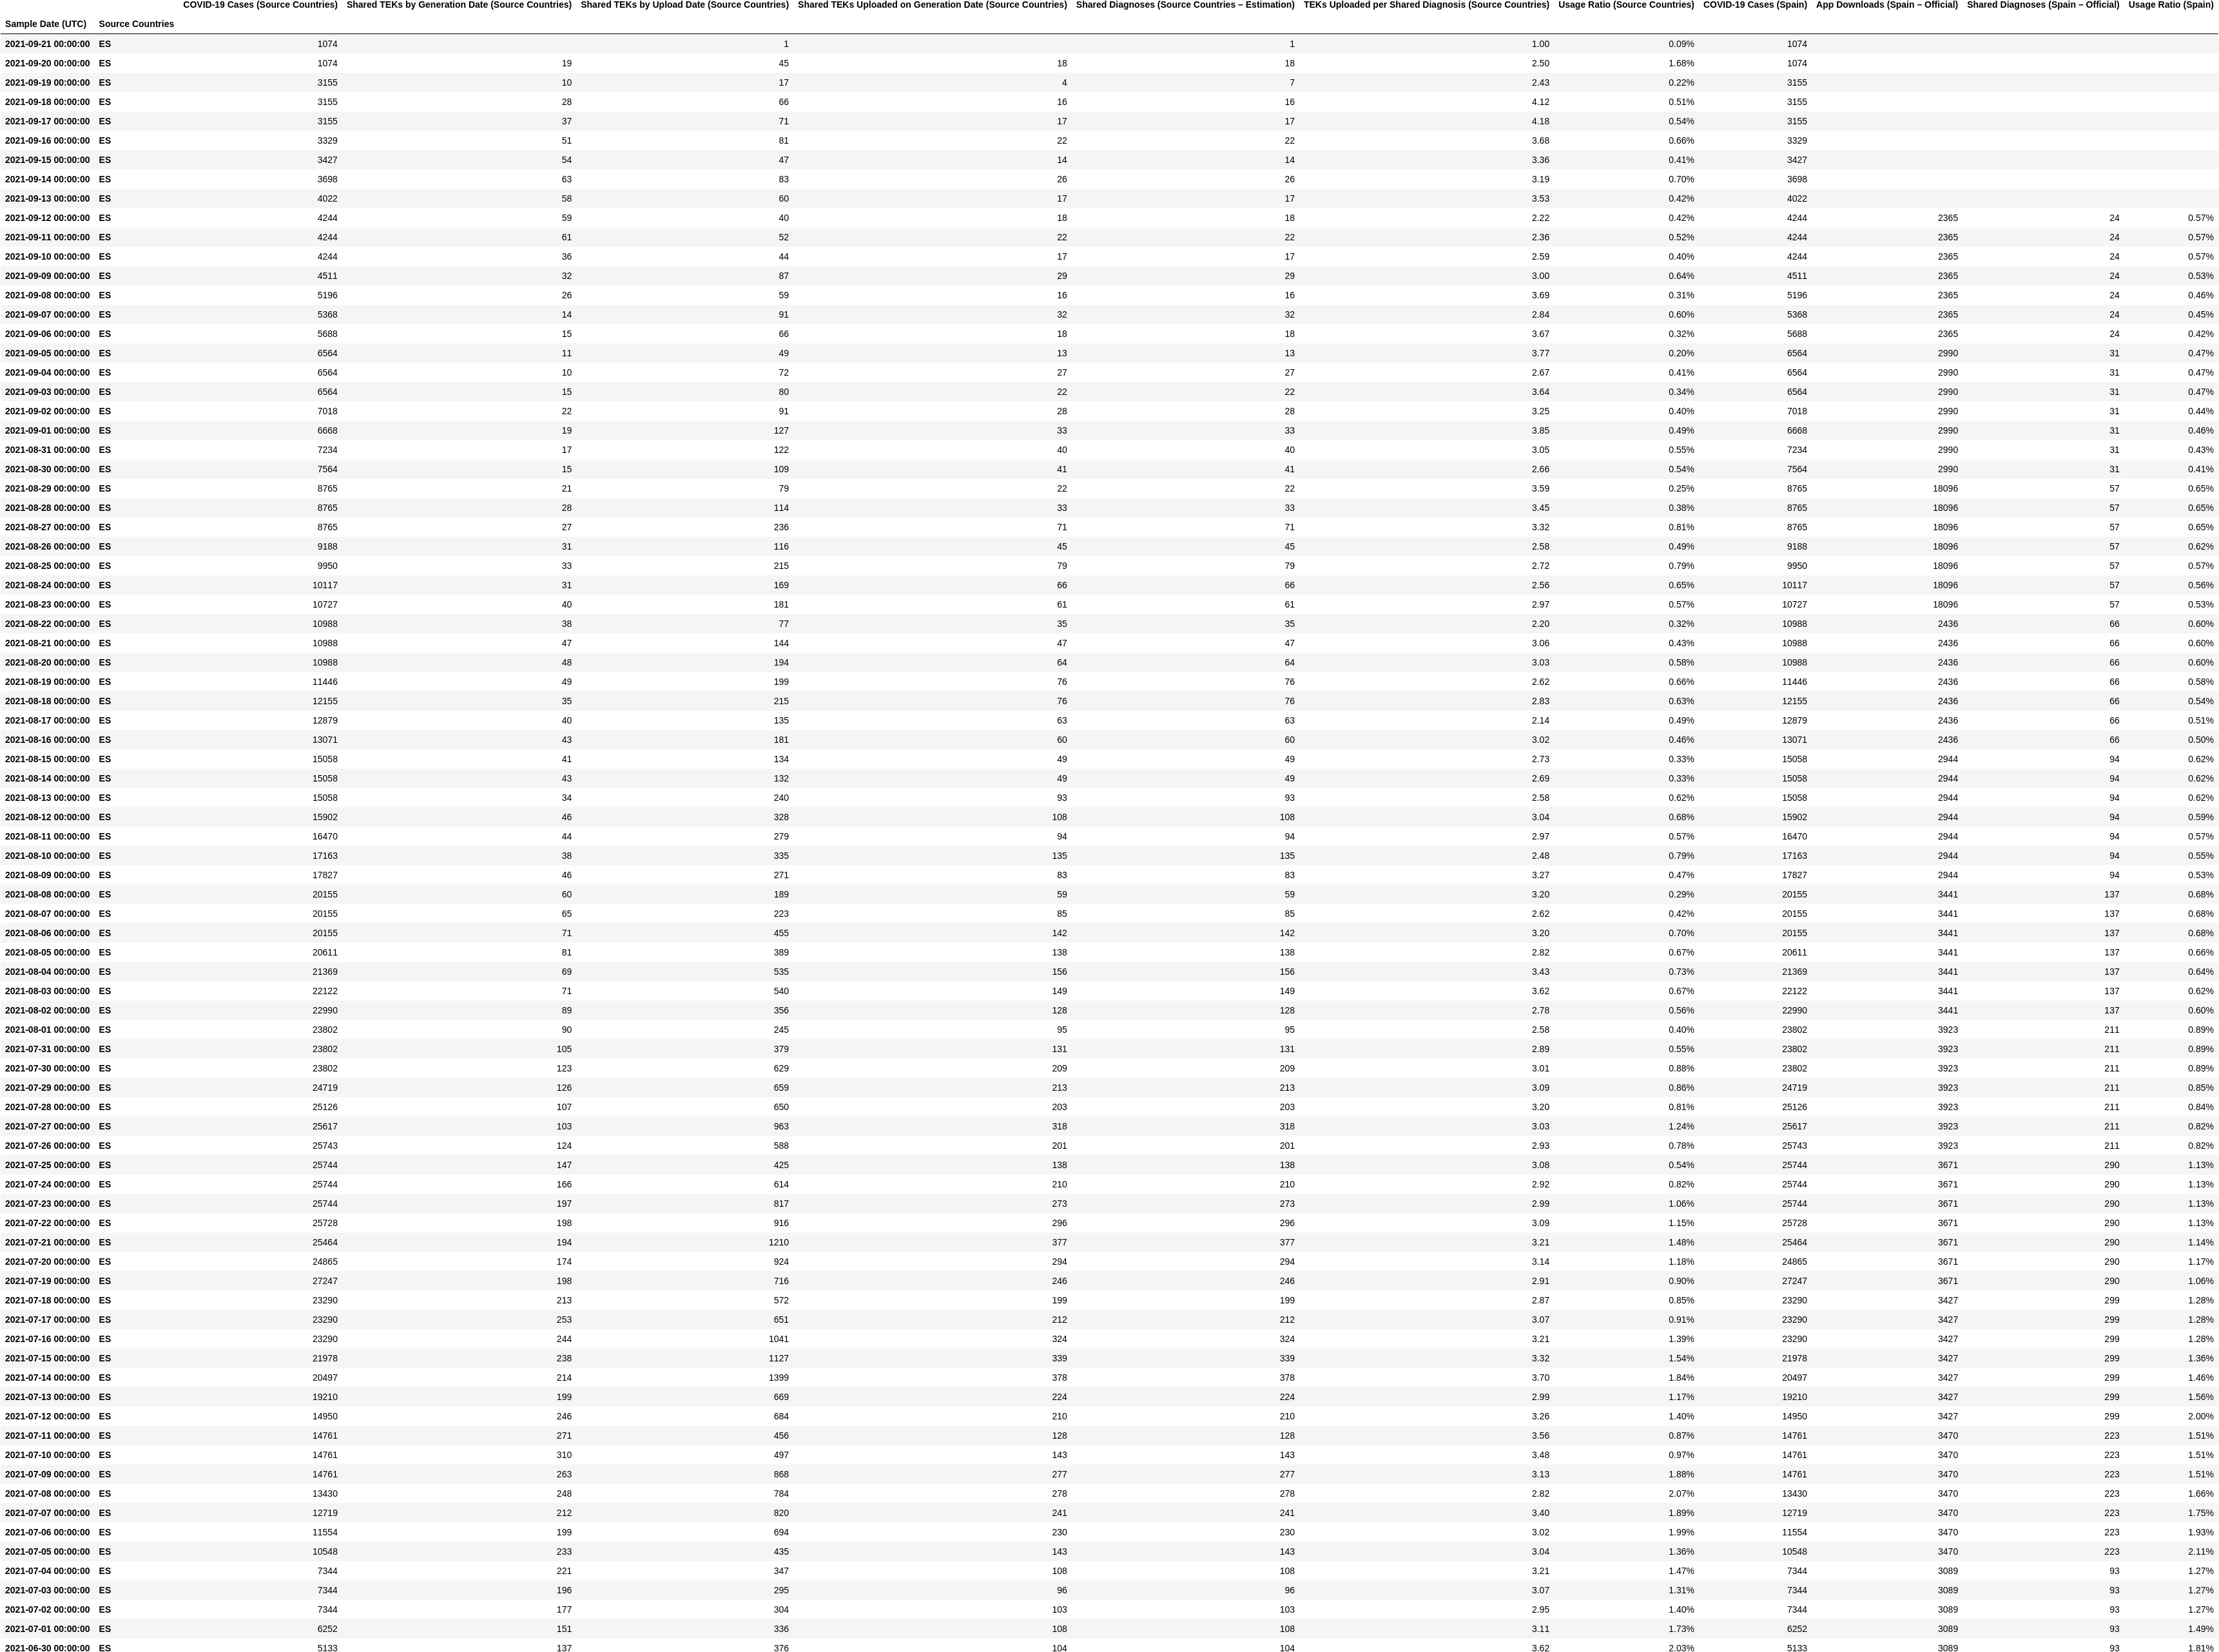 COVID-19 Cases (Source Countries) Shared TEKs by Generation Date (Source Countries) Shared TEKs by Upload Date (Source Countries) Shared TEKs Uploaded on Generation Date (Source Countries) Shared Diagnoses (Source Countries – Estimation) TEKs Uploaded per Shared Diagnosis (Source Countries) Usage Ratio (Source Countries) COVID-19 Cases (Spain) App Downloads (Spain – Official) Shared Diagnoses (Spain – Official) Usage Ratio (Spain)
Sample Date (UTC) Source Countries
2021-09-21 00:00:00 ES 1074 1 1 1.00 0.09% 1074
2021-09-20 00:00:00 ES 1074 19 45 18 18 2.50 1.68% 1074
2021-09-19 00:00:00 ES 3155 10 17 4 7 2.43 0.22% 3155
2021-09-18 00:00:00 ES 3155 28 66 16 16 4.12 0.51% 3155
2021-09-17 00:00:00 ES 3155 37 71 17 17 4.18 0.54% 3155
2021-09-16 00:00:00 ES 3329 51 81 22 22 3.68 0.66% 3329
2021-09-15 00:00:00 ES 3427 54 47 14 14 3.36 0.41% 3427
2021-09-14 00:00:00 ES 3698 63 83 26 26 3.19 0.70% 3698
2021-09-13 00:00:00 ES 4022 58 60 17 17 3.53 0.42% 4022
2021-09-12 00:00:00 ES 4244 59 40 18 18 2.22 0.42% 4244 2365 24 0.57%
2021-09-11 00:00:00 ES 4244 61 52 22 22 2.36 0.52% 4244 2365 24 0.57%
2021-09-10 00:00:00 ES 4244 36 44 17 17 2.59 0.40% 4244 2365 24 0.57%
2021-09-09 00:00:00 ES 4511 32 87 29 29 3.00 0.64% 4511 2365 24 0.53%
2021-09-08 00:00:00 ES 5196 26 59 16 16 3.69 0.31% 5196 2365 24 0.46%
2021-09-07 00:00:00 ES 5368 14 91 32 32 2.84 0.60% 5368 2365 24 0.45%
2021-09-06 00:00:00 ES 5688 15 66 18 18 3.67 0.32% 5688 2365 24 0.42%
2021-09-05 00:00:00 ES 6564 11 49 13 13 3.77 0.20% 6564 2990 31 0.47%
2021-09-04 00:00:00 ES 6564 10 72 27 27 2.67 0.41% 6564 2990 31 0.47%
2021-09-03 00:00:00 ES 6564 15 80 22 22 3.64 0.34% 6564 2990 31 0.47%
2021-09-02 00:00:00 ES 7018 22 91 28 28 3.25 0.40% 7018 2990 31 0.44%
2021-09-01 00:00:00 ES 6668 19 127 33 33 3.85 0.49% 6668 2990 31 0.46%
2021-08-31 00:00:00 ES 7234 17 122 40 40 3.05 0.55% 7234 2990 31 0.43%
2021-08-30 00:00:00 ES 7564 15 109 41 41 2.66 0.54% 7564 2990 31 0.41%
2021-08-29 00:00:00 ES 8765 21 79 22 22 3.59 0.25% 8765 18096 57 0.65%
2021-08-28 00:00:00 ES 8765 28 114 33 33 3.45 0.38% 8765 18096 57 0.65%
2021-08-27 00:00:00 ES 8765 27 236 71 71 3.32 0.81% 8765 18096 57 0.65%
2021-08-26 00:00:00 ES 9188 31 116 45 45 2.58 0.49% 9188 18096 57 0.62%
2021-08-25 00:00:00 ES 9950 33 215 79 79 2.72 0.79% 9950 18096 57 0.57%
2021-08-24 00:00:00 ES 10117 31 169 66 66 2.56 0.65% 10117 18096 57 0.56%
2021-08-23 00:00:00 ES 10727 40 181 61 61 2.97 0.57% 10727 18096 57 0.53%
2021-08-22 00:00:00 ES 10988 38 77 35 35 2.20 0.32% 10988 2436 66 0.60%
2021-08-21 00:00:00 ES 10988 47 144 47 47 3.06 0.43% 10988 2436 66 0.60%
2021-08-20 00:00:00 ES 10988 48 194 64 64 3.03 0.58% 10988 2436 66 0.60%
2021-08-19 00:00:00 ES 11446 49 199 76 76 2.62 0.66% 11446 2436 66 0.58%
2021-08-18 00:00:00 ES 12155 35 215 76 76 2.83 0.63% 12155 2436 66 0.54%
2021-08-17 00:00:00 ES 12879 40 135 63 63 2.14 0.49% 12879 2436 66 0.51%
2021-08-16 00:00:00 ES 13071 43 181 60 60 3.02 0.46% 13071 2436 66 0.50%
2021-08-15 00:00:00 ES 15058 41 134 49 49 2.73 0.33% 15058 2944 94 0.62%
2021-08-14 00:00:00 ES 15058 43 132 49 49 2.69 0.33% 15058 2944 94 0.62%
2021-08-13 00:00:00 ES 15058 34 240 93 93 2.58 0.62% 15058 2944 94 0.62%
2021-08-12 00:00:00 ES 15902 46 328 108 108 3.04 0.68% 15902 2944 94 0.59%
2021-08-11 00:00:00 ES 16470 44 279 94 94 2.97 0.57% 16470 2944 94 0.57%
2021-08-10 00:00:00 ES 17163 38 335 135 135 2.48 0.79% 17163 2944 94 0.55%
2021-08-09 00:00:00 ES 17827 46 271 83 83 3.27 0.47% 17827 2944 94 0.53%
2021-08-08 00:00:00 ES 20155 60 189 59 59 3.20 0.29% 20155 3441 137 0.68%
2021-08-07 00:00:00 ES 20155 65 223 85 85 2.62 0.42% 20155 3441 137 0.68%
2021-08-06 00:00:00 ES 20155 71 455 142 142 3.20 0.70% 20155 3441 137 0.68%
2021-08-05 00:00:00 ES 20611 81 389 138 138 2.82 0.67% 20611 3441 137 0.66%
2021-08-04 00:00:00 ES 21369 69 535 156 156 3.43 0.73% 21369 3441 137 0.64%
2021-08-03 00:00:00 ES 22122 71 540 149 149 3.62 0.67% 22122 3441 137 0.62%
2021-08-02 00:00:00 ES 22990 89 356 128 128 2.78 0.56% 22990 3441 137 0.60%
2021-08-01 00:00:00 ES 23802 90 245 95 95 2.58 0.40% 23802 3923 211 0.89%
2021-07-31 00:00:00 ES 23802 105 379 131 131 2.89 0.55% 23802 3923 211 0.89%
2021-07-30 00:00:00 ES 23802 123 629 209 209 3.01 0.88% 23802 3923 211 0.89%
2021-07-29 00:00:00 ES 24719 126 659 213 213 3.09 0.86% 24719 3923 211 0.85%
2021-07-28 00:00:00 ES 25126 107 650 203 203 3.20 0.81% 25126 3923 211 0.84%
2021-07-27 00:00:00 ES 25617 103 963 318 318 3.03 1.24% 25617 3923 211 0.82%
2021-07-26 00:00:00 ES 25743 124 588 201 201 2.93 0.78% 25743 3923 211 0.82%
2021-07-25 00:00:00 ES 25744 147 425 138 138 3.08 0.54% 25744 3671 290 1.13%
2021-07-24 00:00:00 ES 25744 166 614 210 210 2.92 0.82% 25744 3671 290 1.13%
2021-07-23 00:00:00 ES 25744 197 817 273 273 2.99 1.06% 25744 3671 290 1.13%
2021-07-22 00:00:00 ES 25728 198 916 296 296 3.09 1.15% 25728 3671 290 1.13%
2021-07-21 00:00:00 ES 25464 194 1210 377 377 3.21 1.48% 25464 3671 290 1.14%
2021-07-20 00:00:00 ES 24865 174 924 294 294 3.14 1.18% 24865 3671 290 1.17%
2021-07-19 00:00:00 ES 27247 198 716 246 246 2.91 0.90% 27247 3671 290 1.06%
2021-07-18 00:00:00 ES 23290 213 572 199 199 2.87 0.85% 23290 3427 299 1.28%
2021-07-17 00:00:00 ES 23290 253 651 212 212 3.07 0.91% 23290 3427 299 1.28%
2021-07-16 00:00:00 ES 23290 244 1041 324 324 3.21 1.39% 23290 3427 299 1.28%
2021-07-15 00:00:00 ES 21978 238 1127 339 339 3.32 1.54% 21978 3427 299 1.36%
2021-07-14 00:00:00 ES 20497 214 1399 378 378 3.70 1.84% 20497 3427 299 1.46%
2021-07-13 00:00:00 ES 19210 199 669 224 224 2.99 1.17% 19210 3427 299 1.56%
2021-07-12 00:00:00 ES 14950 246 684 210 210 3.26 1.40% 14950 3427 299 2.00%
2021-07-11 00:00:00 ES 14761 271 456 128 128 3.56 0.87% 14761 3470 223 1.51%
2021-07-10 00:00:00 ES 14761 310 497 143 143 3.48 0.97% 14761 3470 223 1.51%
2021-07-09 00:00:00 ES 14761 263 868 277 277 3.13 1.88% 14761 3470 223 1.51%
2021-07-08 00:00:00 ES 13430 248 784 278 278 2.82 2.07% 13430 3470 223 1.66%
2021-07-07 00:00:00 ES 12719 212 820 241 241 3.40 1.89% 12719 3470 223 1.75%
2021-07-06 00:00:00 ES 11554 199 694 230 230 3.02 1.99% 11554 3470 223 1.93%
2021-07-05 00:00:00 ES 10548 233 435 143 143 3.04 1.36% 10548 3470 223 2.11%
2021-07-04 00:00:00 ES 7344 221 347 108 108 3.21 1.47% 7344 3089 93 1.27%
2021-07-03 00:00:00 ES 7344 196 295 96 96 3.07 1.31% 7344 3089 93 1.27%
2021-07-02 00:00:00 ES 7344 177 304 103 103 2.95 1.40% 7344 3089 93 1.27%
2021-07-01 00:00:00 ES 6252 151 336 108 108 3.11 1.73% 6252 3089 93 1.49%
2021-06-30 00:00:00 ES 5133 137 376 104 104 3.62 2.03% 5133 3089 93 1.81%